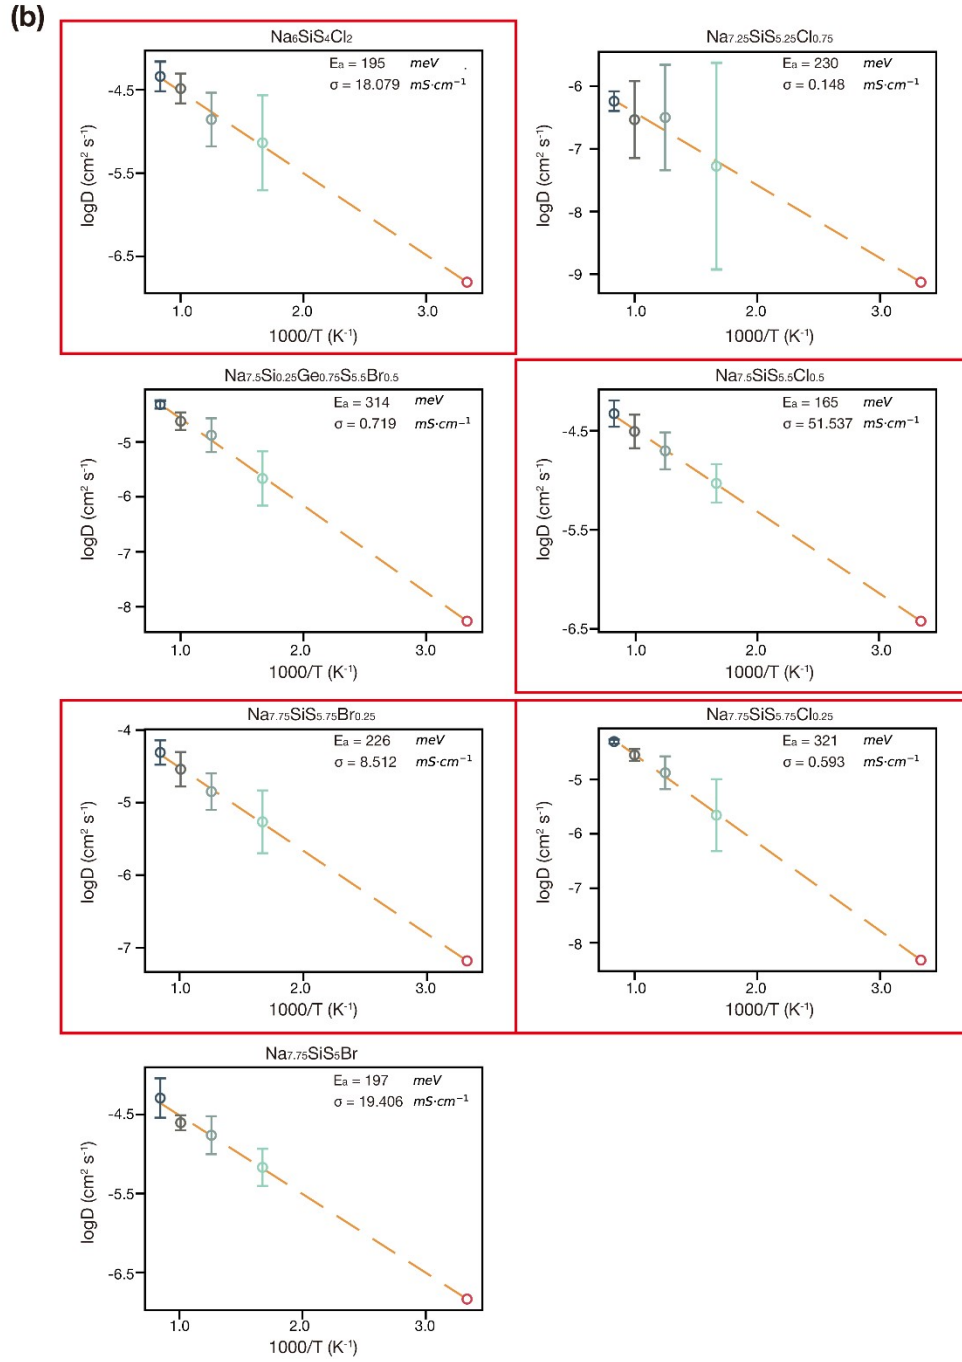 (b)
Na₆SiS₄Cl₂
Eₐ = 195 meV
σ = 18.079 mS·cm⁻¹
logD (cm² s⁻¹)
-4.5
-5.5
-6.5
1.0 2.0 3.0
1000/T (K⁻¹)
Na₇.₂₅SiS₅.₂₅Cl₀.₇₅
Eₐ = 230 meV
σ = 0.148 mS·cm⁻¹
logD (cm² s⁻¹)
-6
-7
-8
-9
1.0 2.0 3.0
1000/T (K⁻¹)
Na₇.₅Si₀.₂₅Ge₀.₇₅S₅.₅Br₀.₅
Eₐ = 314 meV
σ = 0.719 mS·cm⁻¹
logD (cm² s⁻¹)
-5
-6
-7
-8
1.0 2.0 3.0
1000/T (K⁻¹)
Na₇.₅SiS₅.₅Cl₀.₅
Eₐ = 165 meV
σ = 51.537 mS·cm⁻¹
logD (cm² s⁻¹)
-4.5
-5.5
-6.5
1.0 2.0 3.0
1000/T (K⁻¹)
Na₇.₇₅SiS₅.₇₅Br₀.₂₅
Eₐ = 226 meV
σ = 8.512 mS·cm⁻¹
logD (cm² s⁻¹)
-4
-5
-6
-7
1.0 2.0 3.0
1000/T (K⁻¹)
Na₇.₇₅SiS₅.₇₅Cl₀.₂₅
Eₐ = 321 meV
σ = 0.593 mS·cm⁻¹
logD (cm² s⁻¹)
-5
-6
-7
-8
1.0 2.0 3.0
1000/T (K⁻¹)
Na₇.₇₅SiS₅Br
Eₐ = 197 meV
σ = 19.406 mS·cm⁻¹
logD (cm² s⁻¹)
-4.5
-5.5
-6.5
1.0 2.0 3.0
1000/T (K⁻¹)